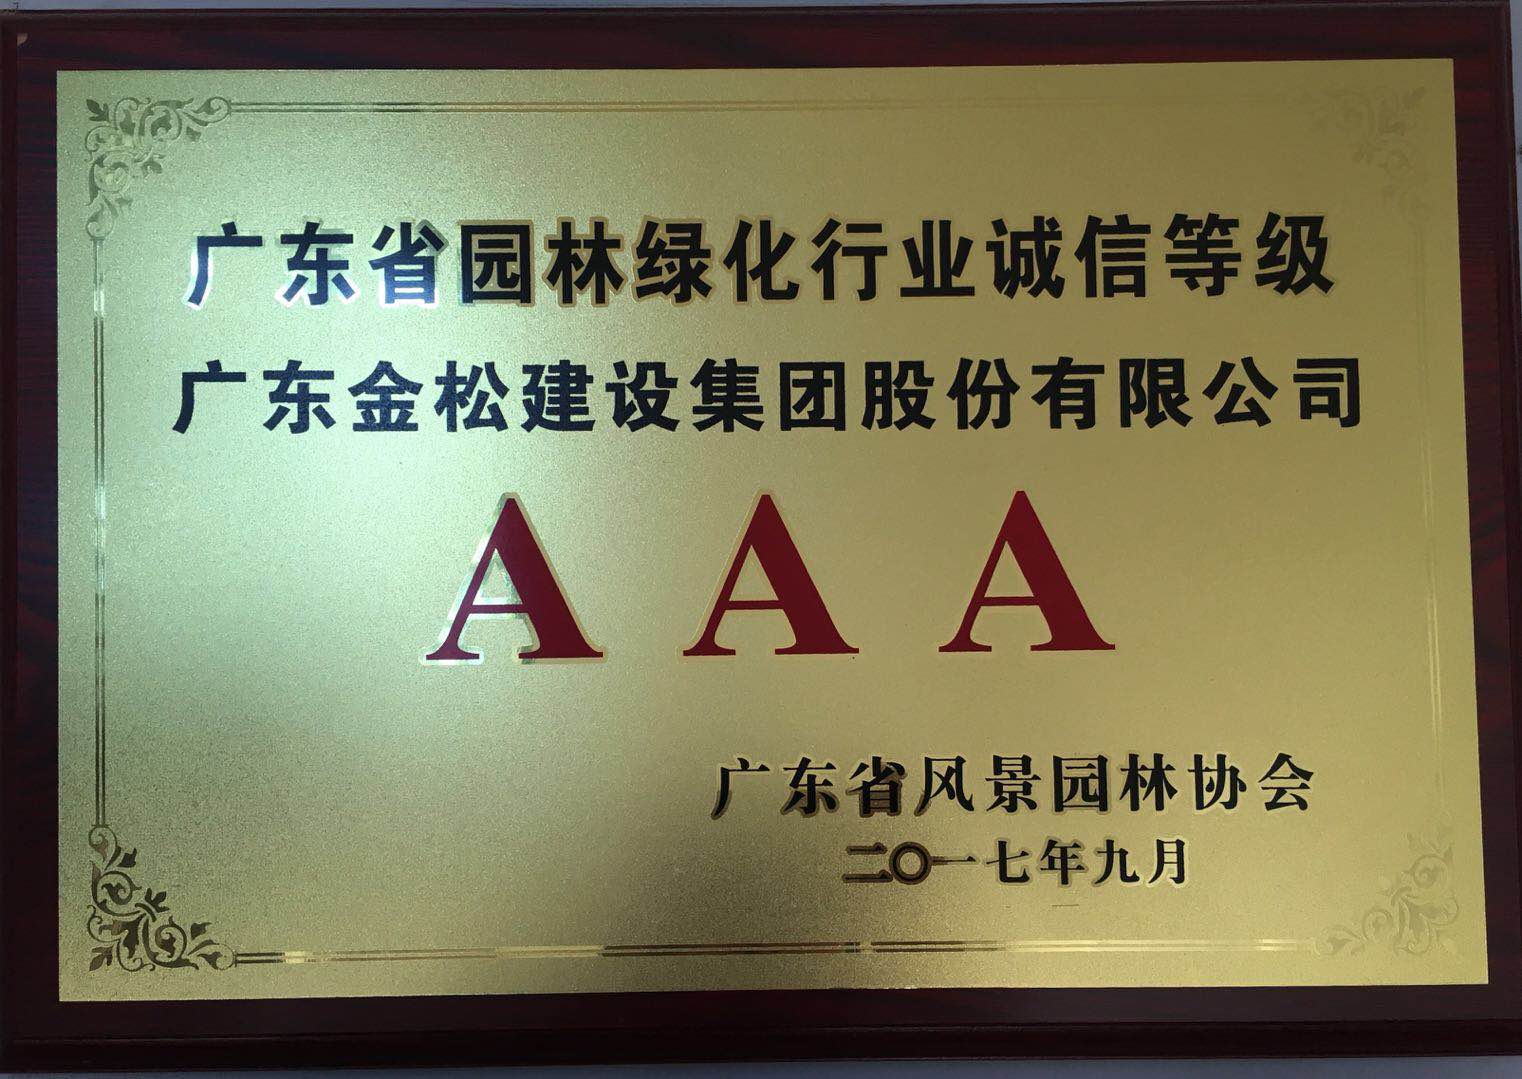 广东省园林绿化行业诚信等级
广东金松建设集团股份有限公司
A A A
广东省风景园林协会
二〇一七年九月